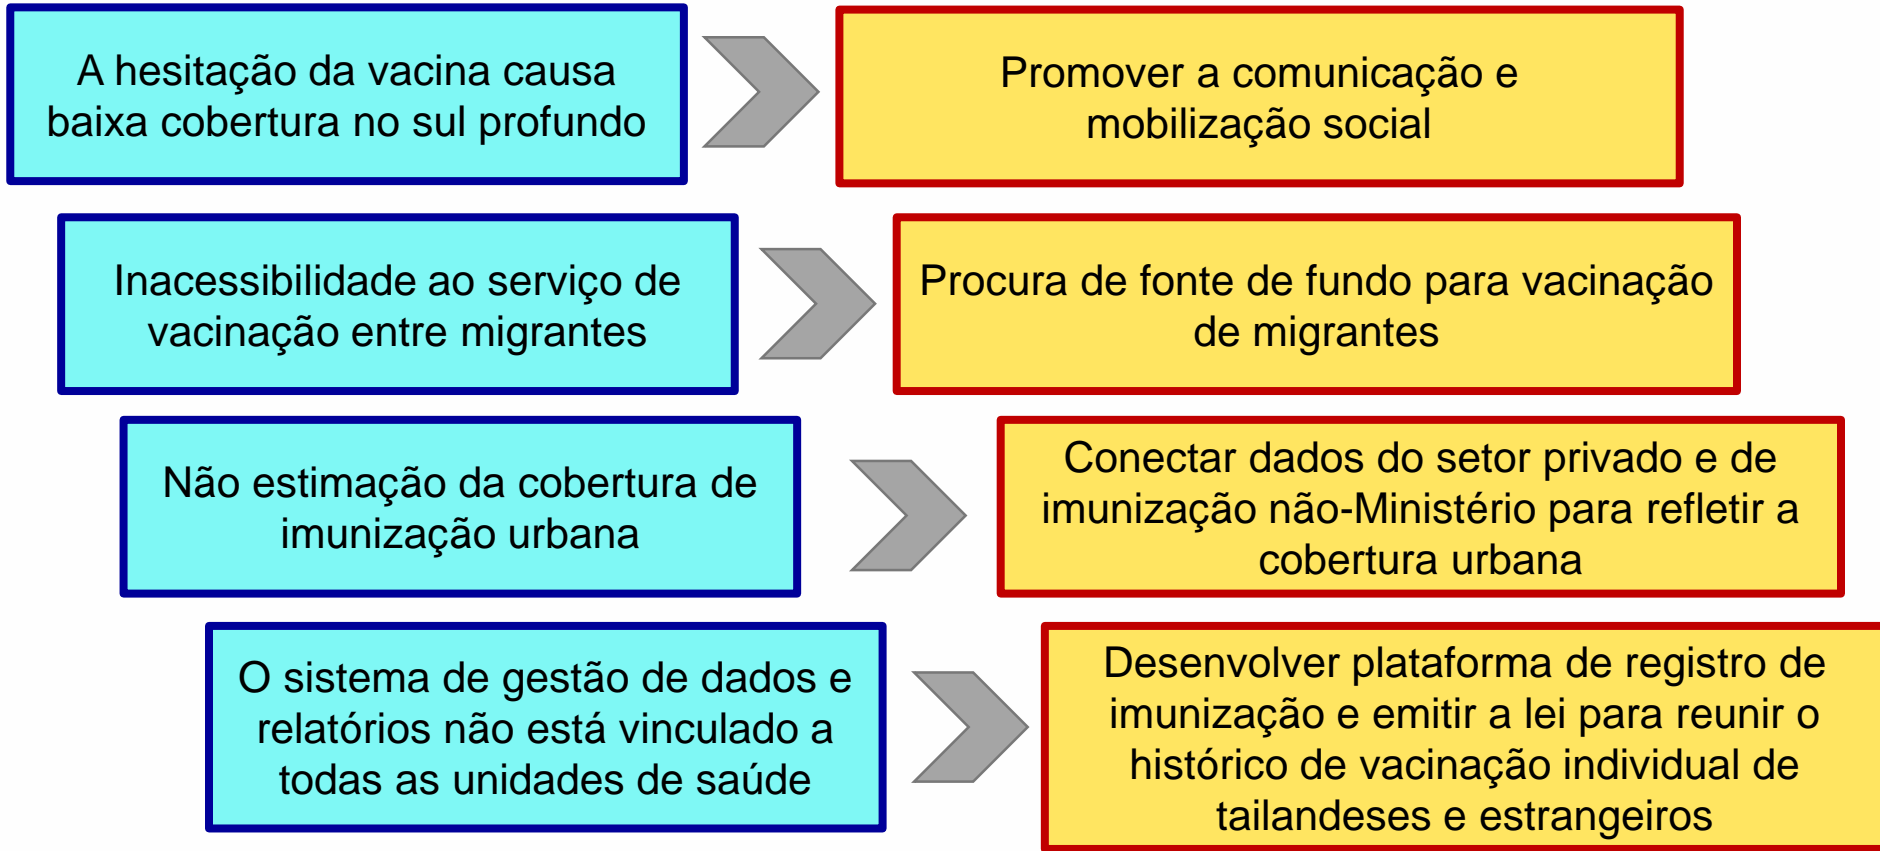 A hesitação da vacina causa
baixa cobertura no sul profundo
Promover a comunicação e
mobilização social
Inacessibilidade ao serviço de
vacinação entre migrantes
Procura de fonte de fundo para vacinação
de migrantes
Não estimação da cobertura de
imunização urbana
Conectar dados do setor privado e de
imunização não-Ministério para refletir a
cobertura urbana
O sistema de gestão de dados e
relatórios não está vinculado a
todas as unidades de saúde
Desenvolver plataforma de registro de
imunização e emitir a lei para reunir o
histórico de vacinação individual de
tailandeses e estrangeiros